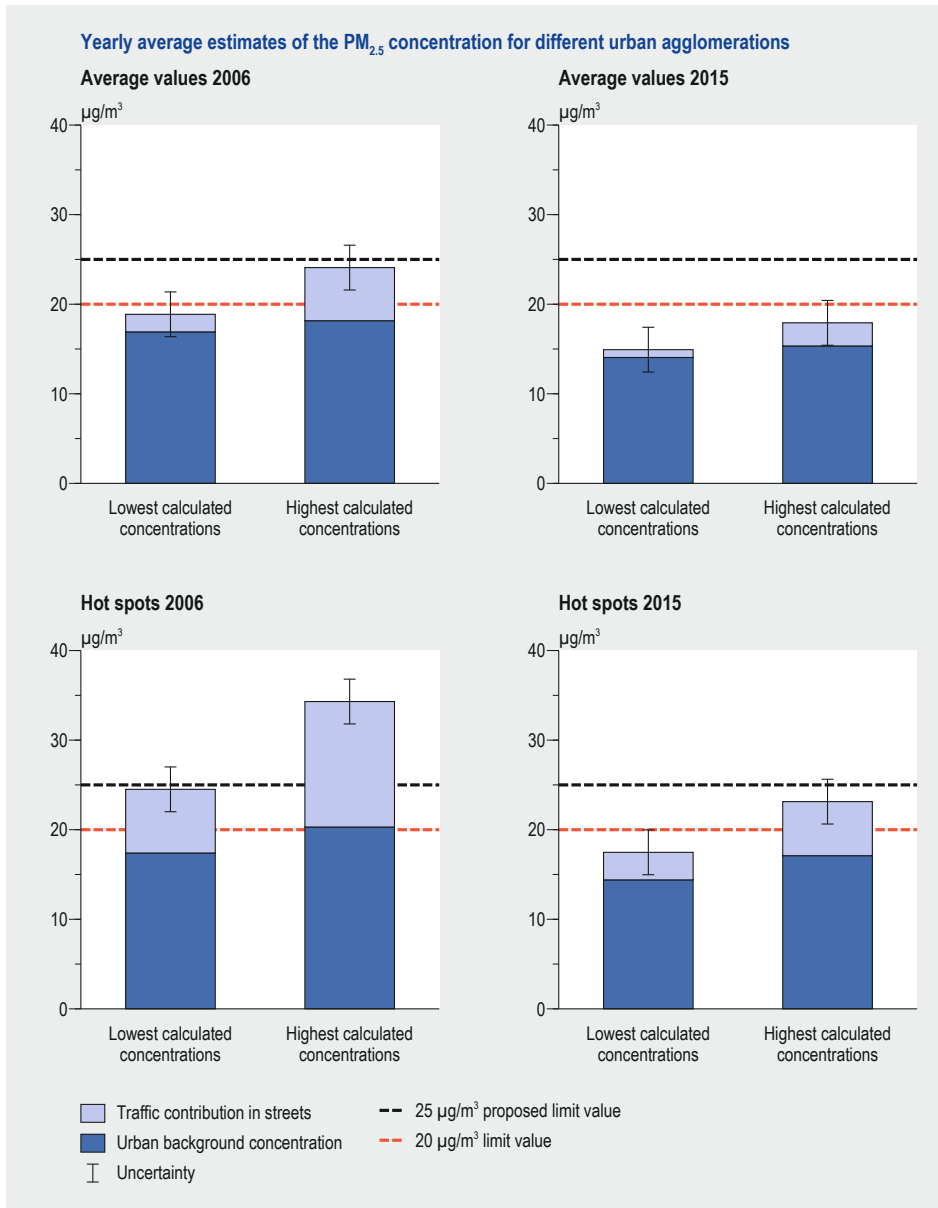 Yearly average estimates of the PM2.5 concentration for different urban agglomerations
Average values 2006
µg/m³
40
30
20
10
0
Lowest calculated
concentrations
Highest calculated
concentrations
Average values 2015
µg/m³
40
30
20
10
0
Lowest calculated
concentrations
Highest calculated
concentrations
Hot spots 2006
µg/m³
40
30
20
10
0
Lowest calculated
concentrations
Highest calculated
concentrations
Hot spots 2015
µg/m³
40
30
20
10
0
Lowest calculated
concentrations
Highest calculated
concentrations
Traffic contribution in streets
Urban background concentration
Uncertainty
25 µg/m³ proposed limit value
20 µg/m³ limit value